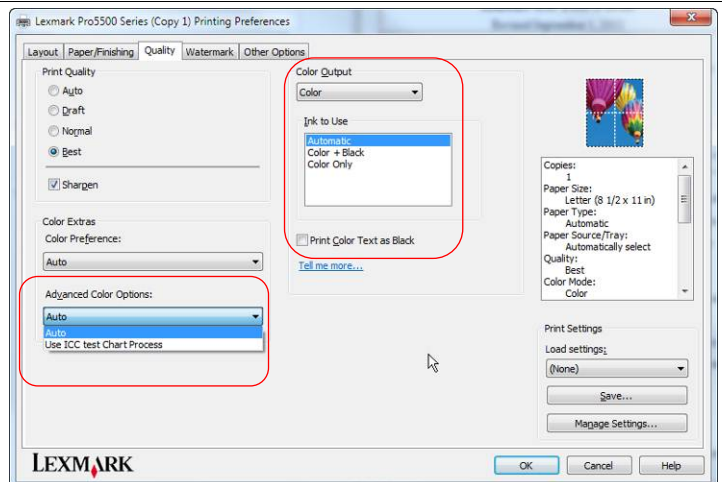 Lexmark Pro5500 Series (Copy 1) Printing Preferences
Layout Paper/Finishing Quality Watermark Other Options
Print Quality
Auto
Draft
Normal
Best
Sharpen
Color Extras
Color Preference:
Auto
Advanced Color Options:
Auto
Auto
Use ICC test Chart Process
Color Output
Color
Ink to Use
Automatic
Color + Black
Color Only
Print Color Text as Black
Tell me more...
Copies:
1
Paper Size:
Letter (8 1/2 x 11 in)
Paper Type:
Automatic
Paper Source/Tray:
Automatically select
Quality:
Best
Color Mode:
Color
Print Settings
Load settings:
(None)
Save...
Manage Settings...
LEXMARK
OK Cancel Help